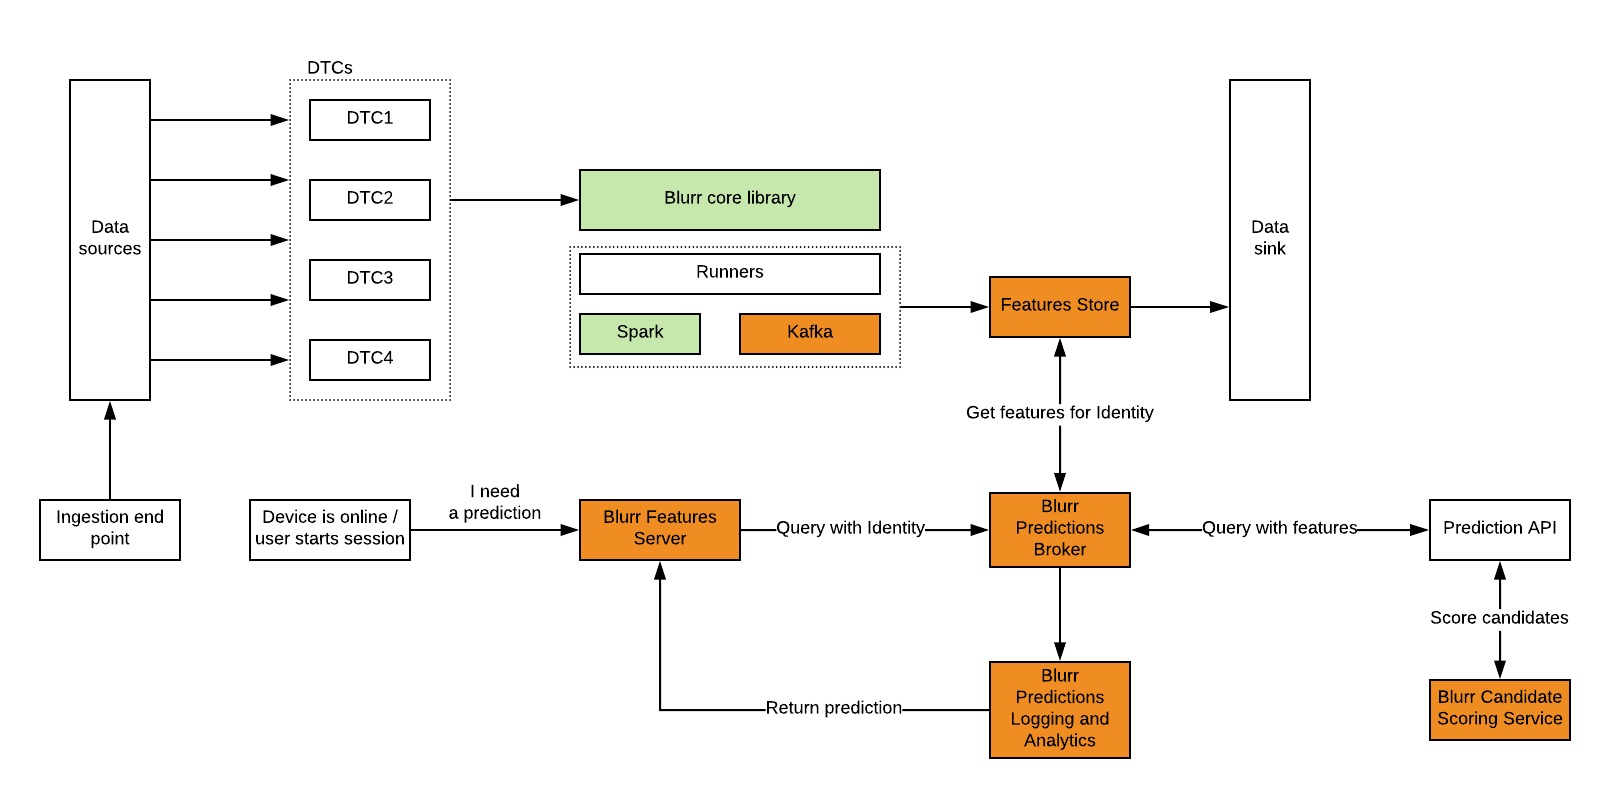 DTCs
DTC1
DTC2
DTC3
DTC4
Data
sources
Blurr core library
Runners
Spark
Kafka
Features Store
Data
sink
Get features for Identity
Ingestion end
point
Device is online /
user starts session
I need
a prediction
Blurr Features
Server
Query with Identity
Blurr
Predictions
Broker
Query with features
Prediction API
Score candidates
Blurr Candidate
Scoring Service
Return prediction
Blurr
Predictions
Logging and
Analytics